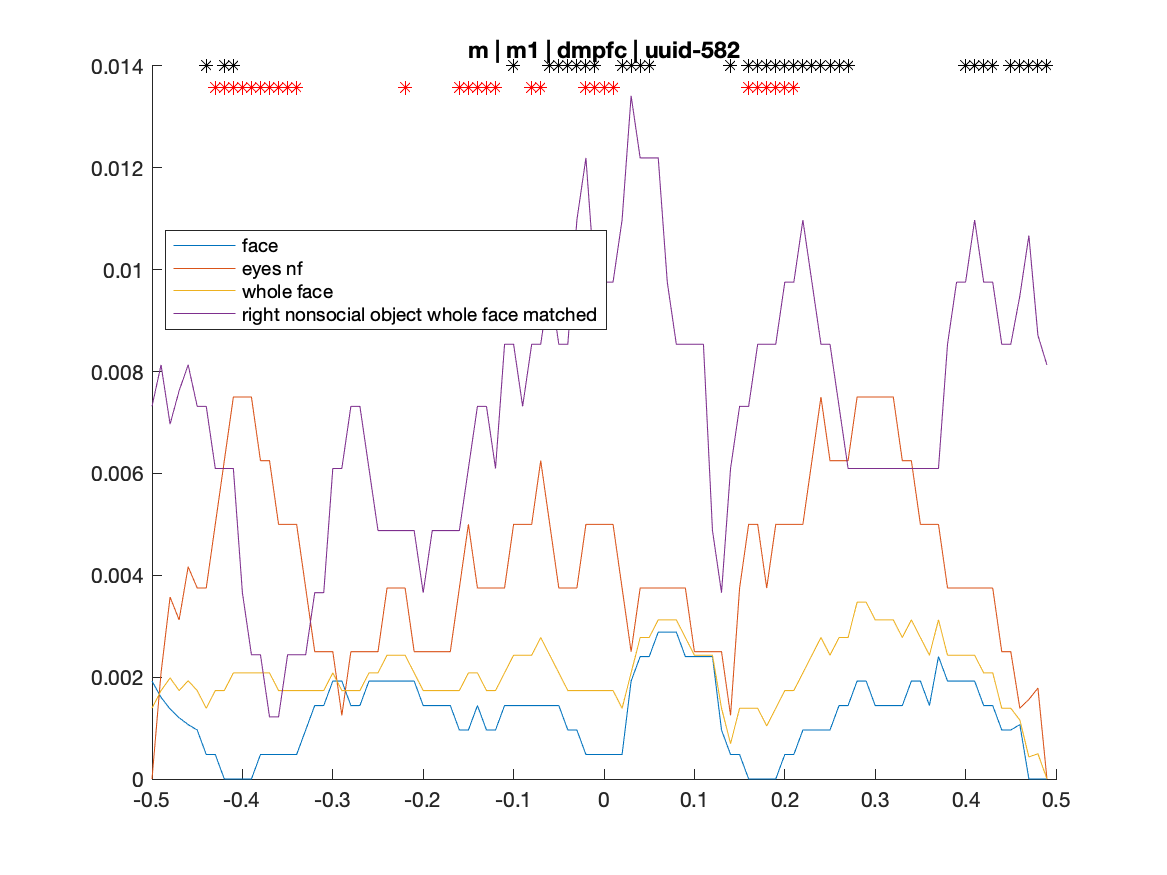 m | m1 | dmpfc | uuid-582
0.014
0.012
0.01
0.008
0.006
0.004
0.002
0
face
eyes nf
whole face
right nonsocial object whole face matched
-0.5 -0.4 -0.3 -0.2 -0.1 0 0.1 0.2 0.3 0.4 0.5